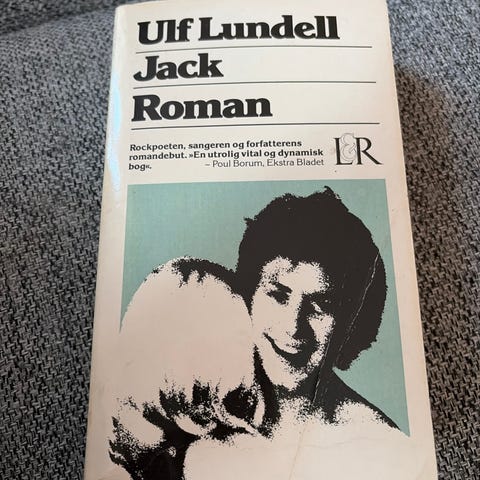 Ulf Lundell
Jack
Roman
Rockpoeten, sangeren og forfatterens
romandebut. »En utrolig vital og dynamisk
bog«.
– Poul Borum, Ekstra Bladet
L&R